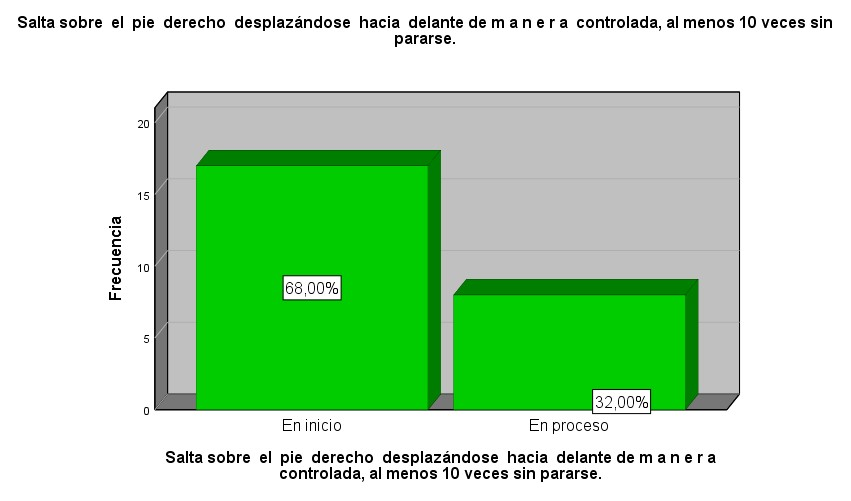 Salta sobre el pie derecho desplazándose hacia delante de m a n e r a controlada, al menos 10 veces sin
pararse.
20
15
10
5
0
Frecuencia
68,00%
32,00%
En inicio
En proceso
Salta sobre el pie derecho desplazándose hacia delante de m a n e r a
controlada, al menos 10 veces sin pararse.